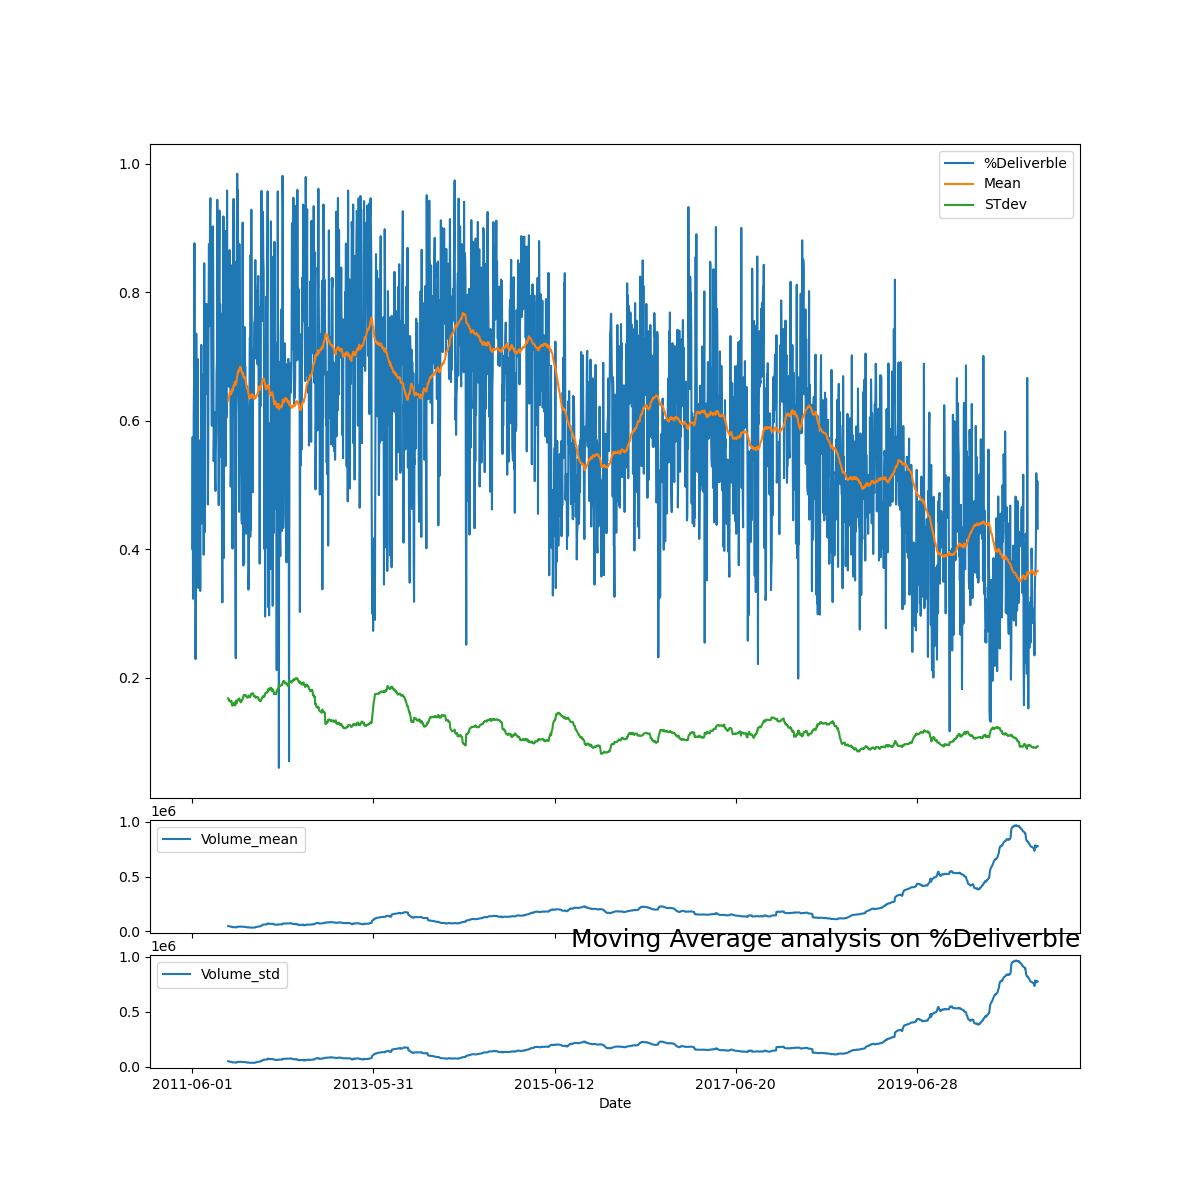 1.0
%Deliverble
Mean
STdev
0.8
0.6
0.4
0.2
1e6
1.0
Volume_mean
0.5
0.0
Moving Average analysis on %Deliverble
1e6
1.0
Volume_std
0.5
0.0
2011-06-01 2013-05-31 2015-06-12 2017-06-20 2019-06-28
Date